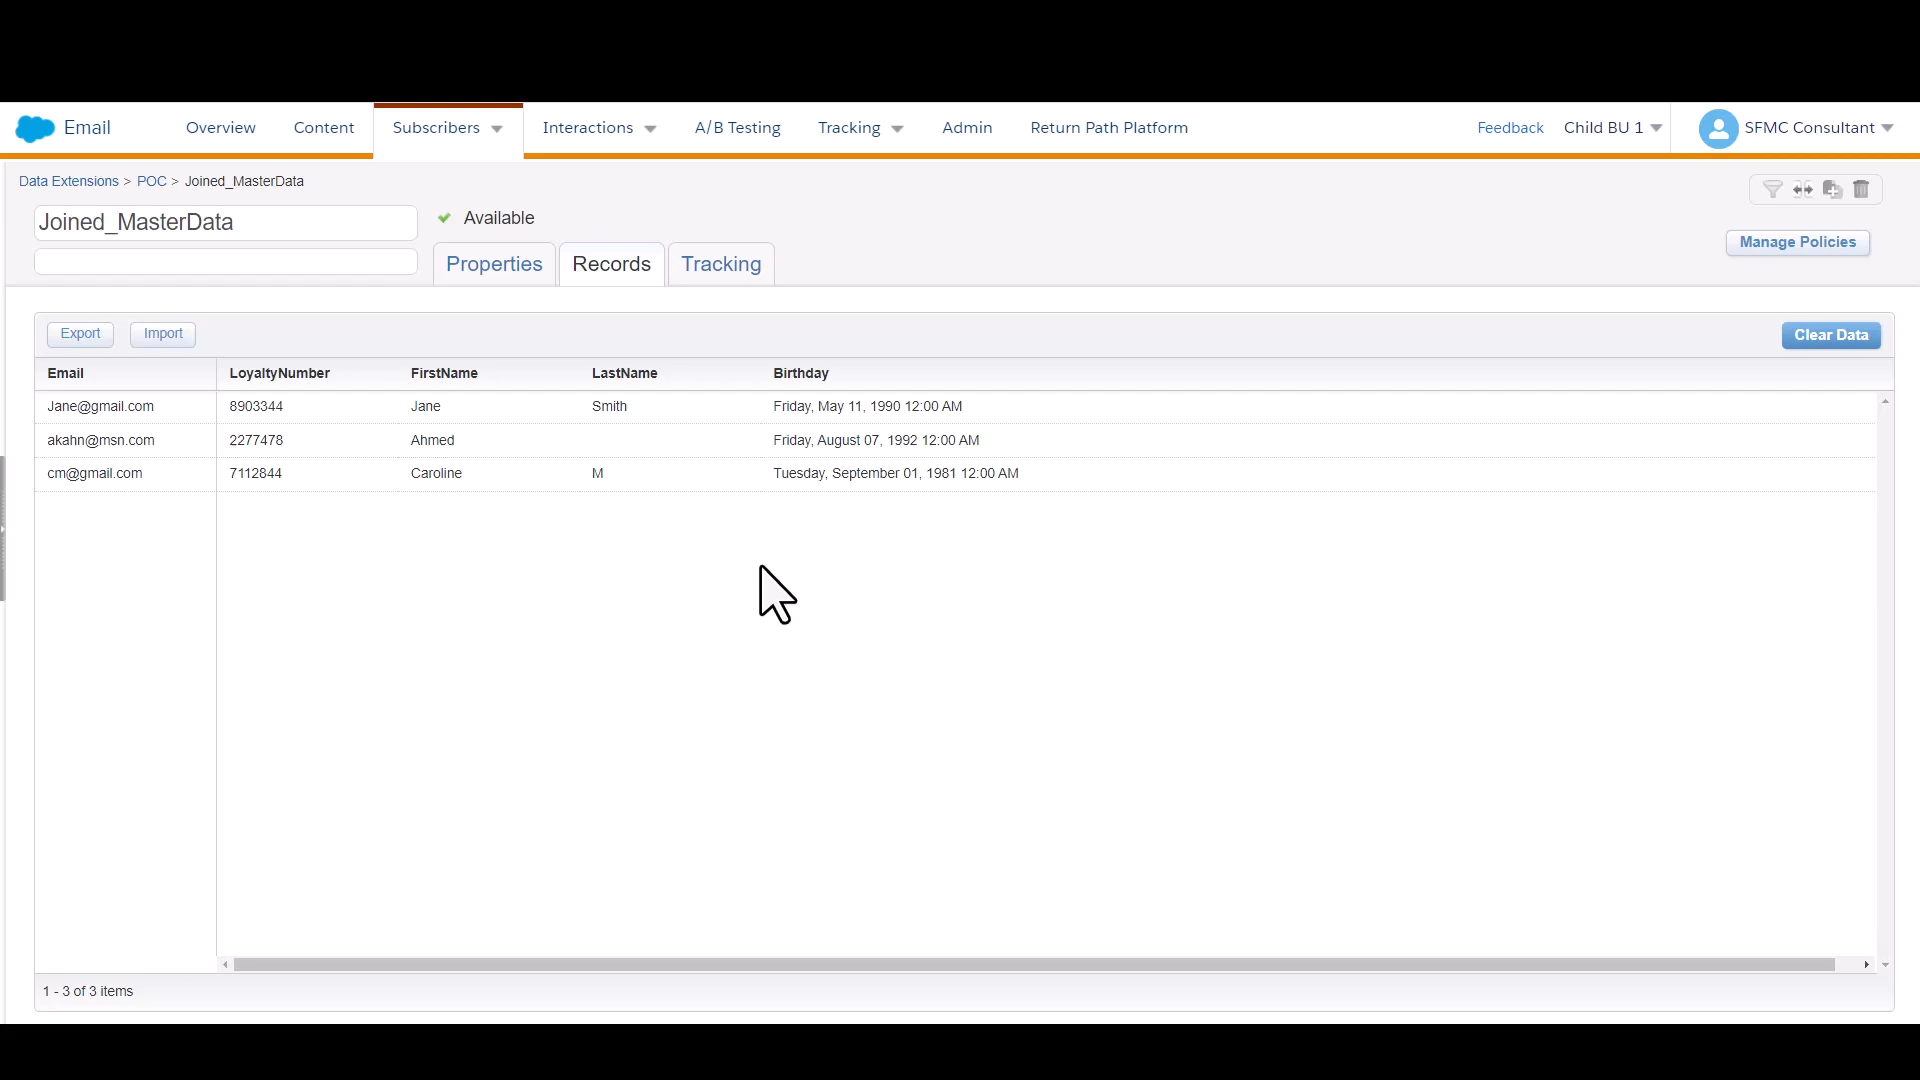 Email Overview Content Subscribers Interactions A/B Testing Tracking Admin Return Path Platform Feedback Child BU 1 SFMC Consultant
Data Extensions > POC > Joined_MasterData
Joined_MasterData Available
Manage Policies
Properties Records Tracking
Export Import Clear Data
Email LoyaltyNumber FirstName LastName Birthday
Jane@gmail.com 8903344 Jane Smith Friday, May 11, 1990 12:00 AM
akahn@msn.com 2277478 Ahmed Friday, August 07, 1992 12:00 AM
cm@gmail.com 7112844 Caroline M Tuesday, September 01, 1981 12:00 AM
1 - 3 of 3 items